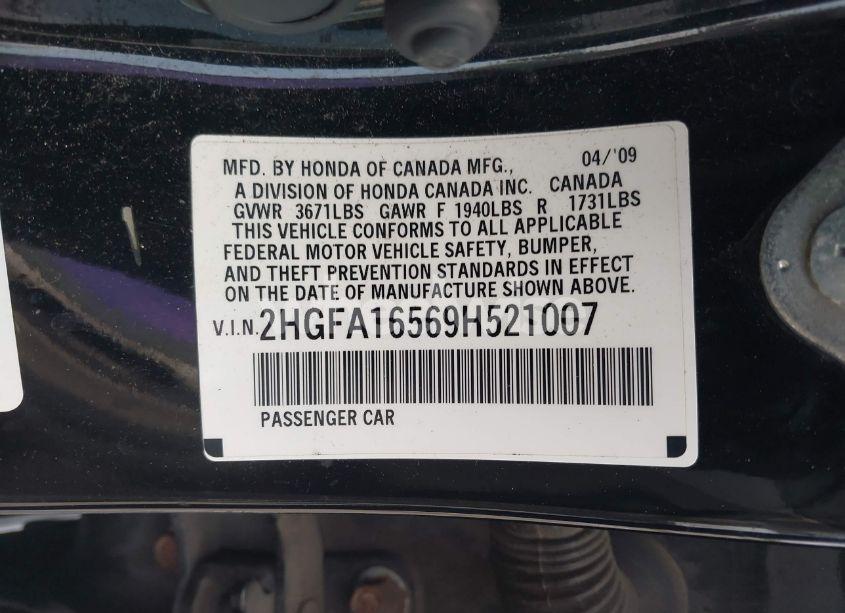 MFD. BY HONDA OF CANADA MFG., 04/'09
A DIVISION OF HONDA CANADA INC. CANADA
GVWR 3671LBS GAWR F 1940LBS R 1731LBS
THIS VEHICLE CONFORMS TO ALL APPLICABLE
FEDERAL MOTOR VEHICLE SAFETY, BUMPER,
AND THEFT PREVENTION STANDARDS IN EFFECT
ON THE DATE OF MANUFACTURE SHOWN ABOVE.
V.I.N. 2HGFA16569H521007
PASSENGER CAR